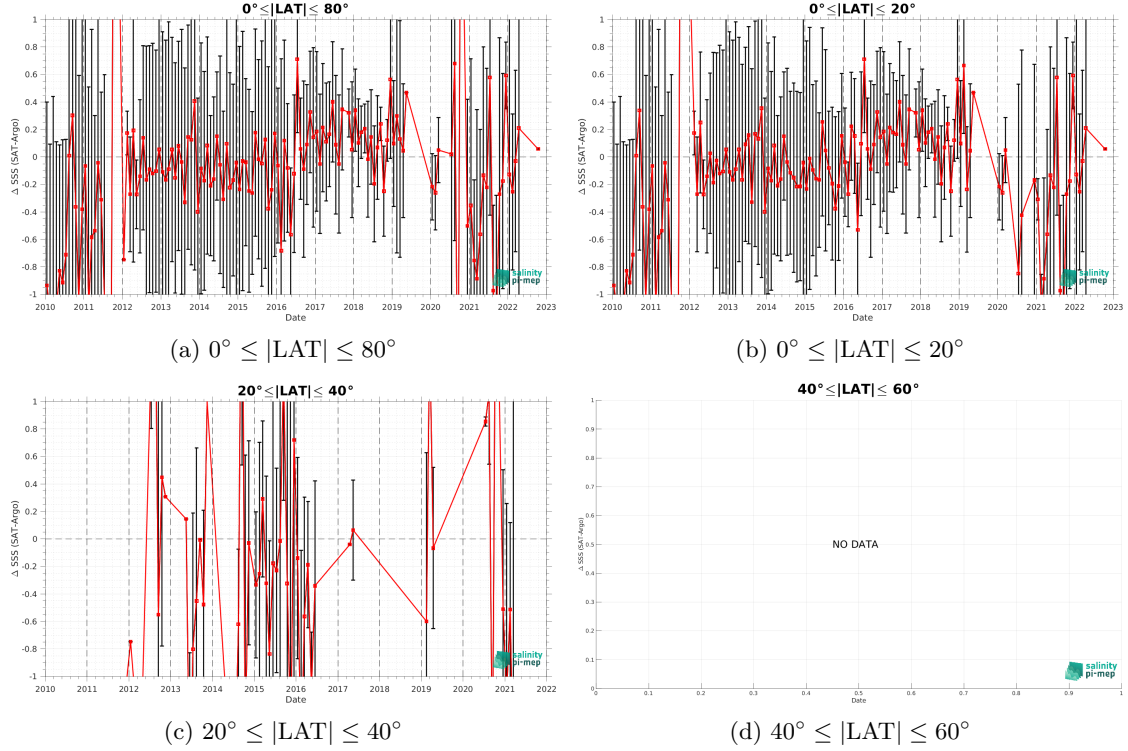 0°≤|LAT|≤ 80°
1
0.8
0.6
0.4
0.2
0
-0.2
-0.4
-0.6
-0.8
-1
Δ SSS (SAT-Argo)
2010 2011 2012 2013 2014 2015 2016 2017 2018 2019 2020 2021 2022 2023
Date
salinity
pi-mep
(a) 0° ≤ |LAT| ≤ 80°
0°≤|LAT|≤ 20°
1
0.8
0.6
0.4
0.2
0
-0.2
-0.4
-0.6
-0.8
-1
Δ SSS (SAT-Argo)
2010 2011 2012 2013 2014 2015 2016 2017 2018 2019 2020 2021 2022 2023
Date
salinity
pi-mep
(b) 0° ≤ |LAT| ≤ 20°
20°≤|LAT|≤ 40°
1
0.8
0.6
0.4
0.2
0
-0.2
-0.4
-0.6
-0.8
-1
Δ SSS (SAT-Argo)
2010 2011 2012 2013 2014 2015 2016 2017 2018 2019 2020 2021 2022
Date
salinity
pi-mep
(c) 20° ≤ |LAT| ≤ 40°
40°≤|LAT|≤ 60°
1
0.9
0.8
0.7
0.6
0.5
0.4
0.3
0.2
0.1
0
Δ SSS (SAT-Argo)
NO DATA
0 0.1 0.2 0.3 0.4 0.5 0.6 0.7 0.8 0.9 1
Date
salinity
pi-mep
(d) 40° ≤ |LAT| ≤ 60°